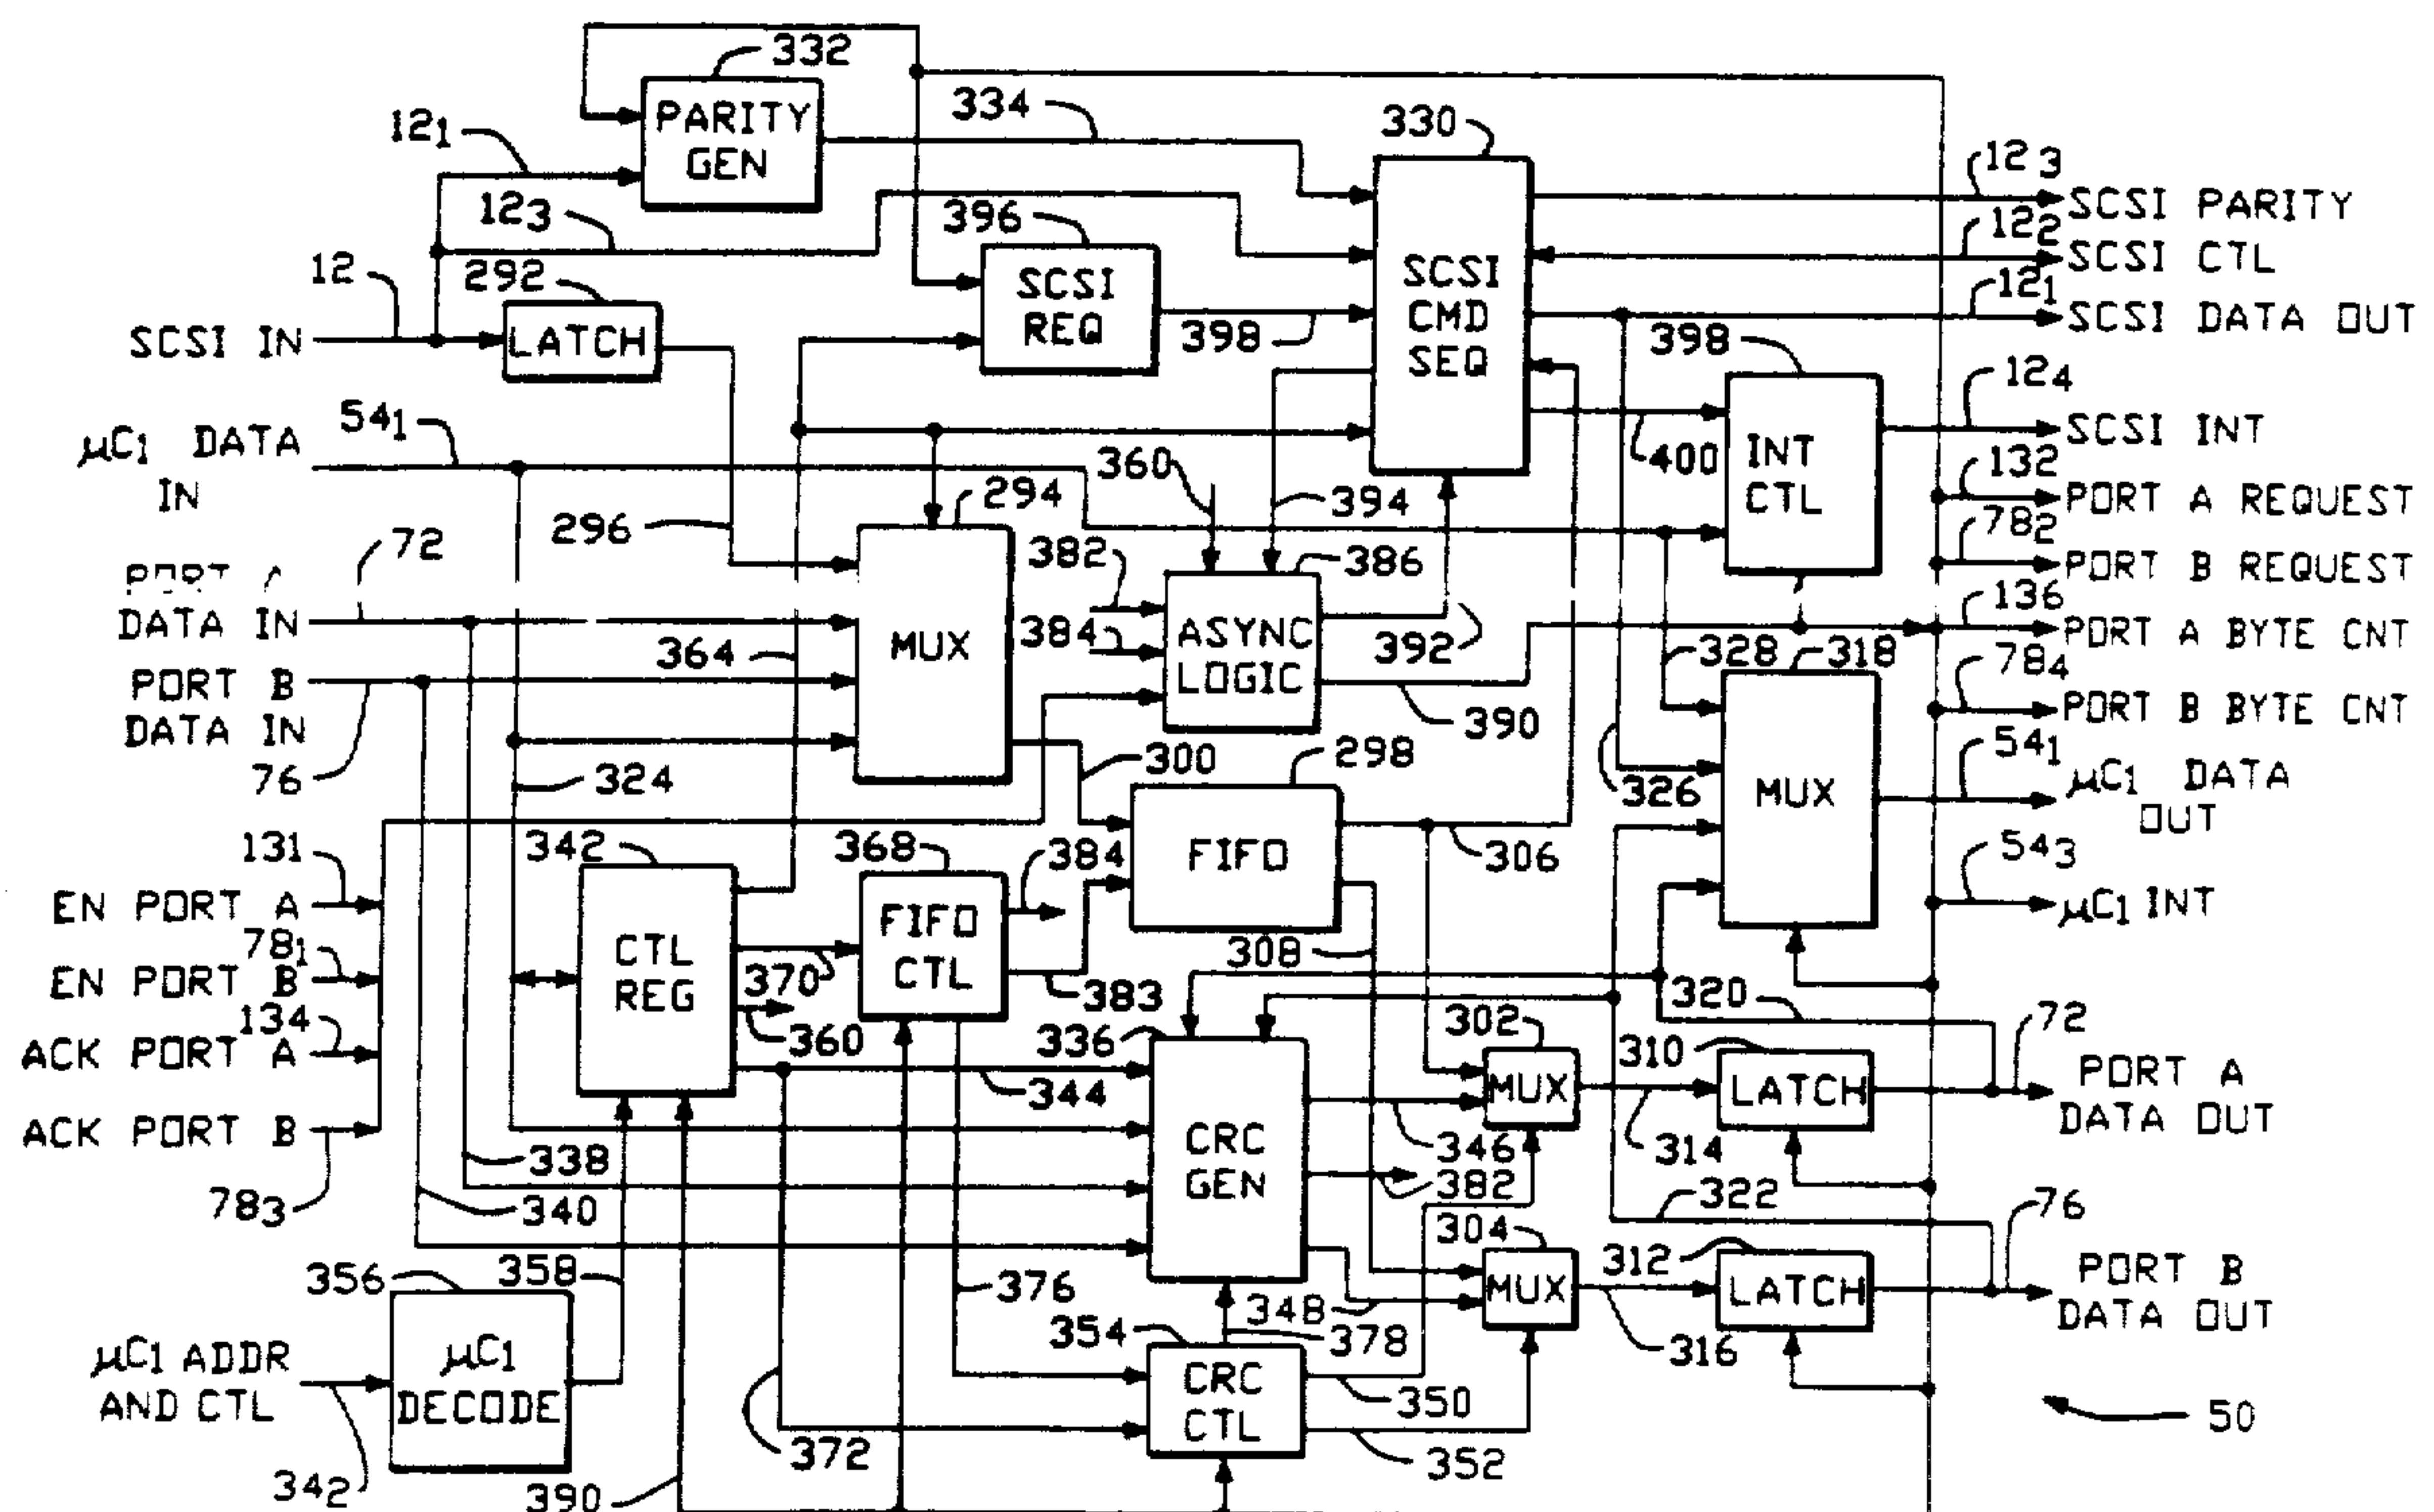 332
PARITY
GEN
12₁
334
330
12₃
SCSI PARITY
12₃
396
12₂
SCSI CTL
12
292
SCSI
REQ
SCSI
CMD
SEQ
12₁
SCSI DATA OUT
SCSI IN
LATCH
398
398
12₄
SCSI INT
µC₁ DATA
IN
54₁
360
400
INT
CTL
132
PORT A REQUEST
296
294
394
78₂
PORT B REQUEST
72
382
386
136
PORT A BYTE CNT
DATA IN
364
MUX
384
ASYNC
LOGIC
392
328
318
78₄
PORT B BYTE CNT
PORT B
DATA IN
76
324
300
298
390
326
MUX
54₁
µC₁ DATA
OUT
131
342
368
384
FIFO
306
54₃
µC₁ INT
EN PORT A
78₁
EN PORT B
134
ACK PORT A
ACK PORT B
78₃
CTL
REG
370
FIFO
CTL
383
308
360
336
302
310
320
72
344
MUX
LATCH
PORT A
DATA OUT
338
340
CRC
GEN
346
382
314
322
76
304
312
356
358
376
348
MUX
LATCH
PORT B
DATA OUT
354
378
316
µC₁ ADDR
AND CTL
µC₁
DECODE
CRC
CTL
350
352
50
34₂
390
372